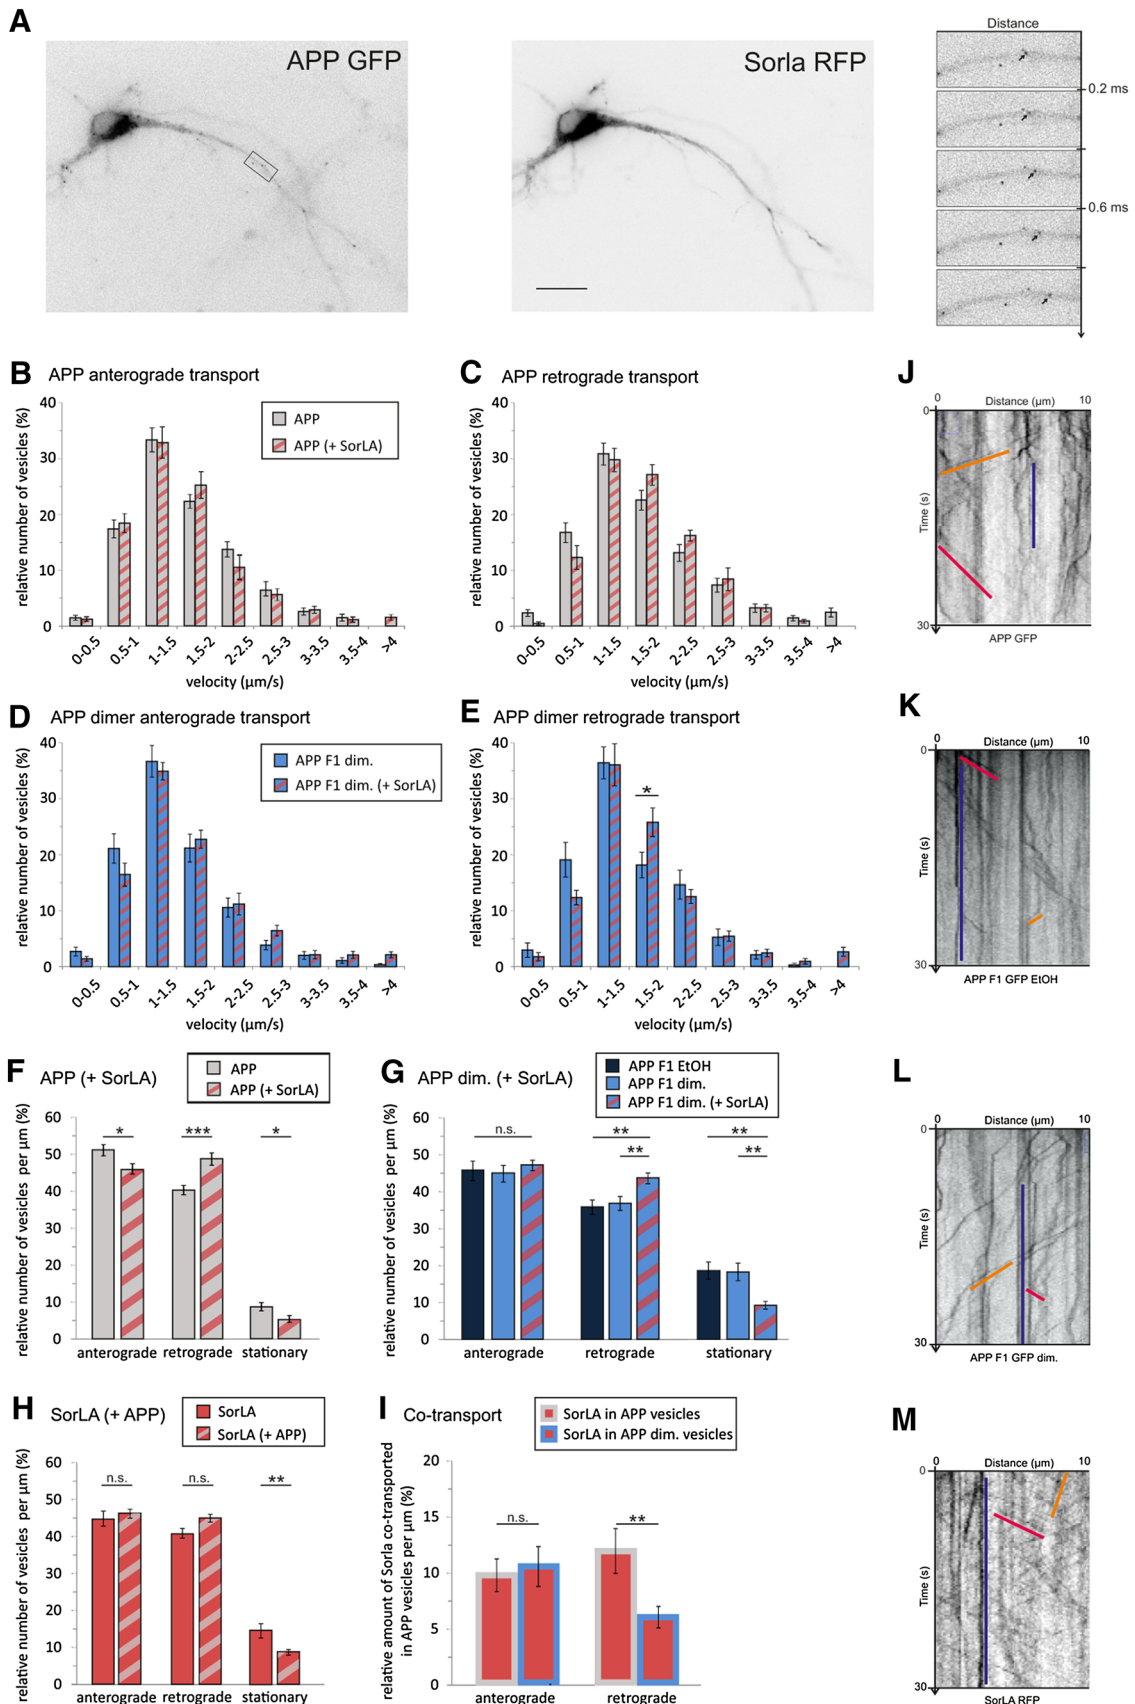 A
APP GFP
Sorla RFP
Distance
0.2 ms
0.6 ms
B APP anterograde transport
relative number of vesicles (%)
40
30
20
10
0
APP
APP (+ SorLA)
0-0.5 0.5-1 1-1.5 1.5-2 2-2.5 2.5-3 3-3.5 3.5-4 >4
velocity (µm/s)
C APP retrograde transport
relative number of vesicles (%)
40
30
20
10
0
0-0.5 0.5-1 1-1.5 1.5-2 2-2.5 2.5-3 3-3.5 3.5-4 >4
velocity (µm/s)
J
0 Distance (µm) 10
0
Time (s)
30
APP GFP
D APP dimer anterograde transport
relative number of vesicles (%)
40
30
20
10
0
APP F1 dim.
APP F1 dim. (+ SorLA)
0-0.5 0.5-1 1-1.5 1.5-2 2-2.5 2.5-3 3-3.5 3.5-4 >4
velocity (µm/s)
E APP dimer retrograde transport
relative number of vesicles (%)
40
30
20
10
0
*
0-0.5 0.5-1 1-1.5 1.5-2 2-2.5 2.5-3 3-3.5 3.5-4 >4
velocity (µm/s)
K
0 Distance (µm) 10
0
Time (s)
30
APP F1 GFP EtOH
F APP (+ SorLA)
APP
APP (+ SorLA)
relative number of vesicles per µm (%)
60
50
40
30
20
10
0
* *** *
anterograde retrograde stationary
G APP dim. (+ SorLA)
APP F1 EtOH
APP F1 dim.
APP F1 dim. (+ SorLA)
relative number of vesicles per µm (%)
60
50
40
30
20
10
0
n.s. ** **
** **
anterograde retrograde stationary
L
0 Distance (µm) 10
0
Time (s)
30
APP F1 GFP dim.
H SorLA (+ APP)
SorLA
SorLA (+ APP)
relative number of vesicles per µm (%)
60
50
40
30
20
10
0
n.s. n.s. **
anterograde retrograde stationary
I Co-transport
SorLA in APP vesicles
SorLA in APP dim. vesicles
relative amount of Sorla co-transported
in APP vesicles per µm (%)
20
15
10
5
0
n.s. **
anterograde retrograde
M
0 Distance (µm) 10
0
Time (s)
30
SorLA RFP